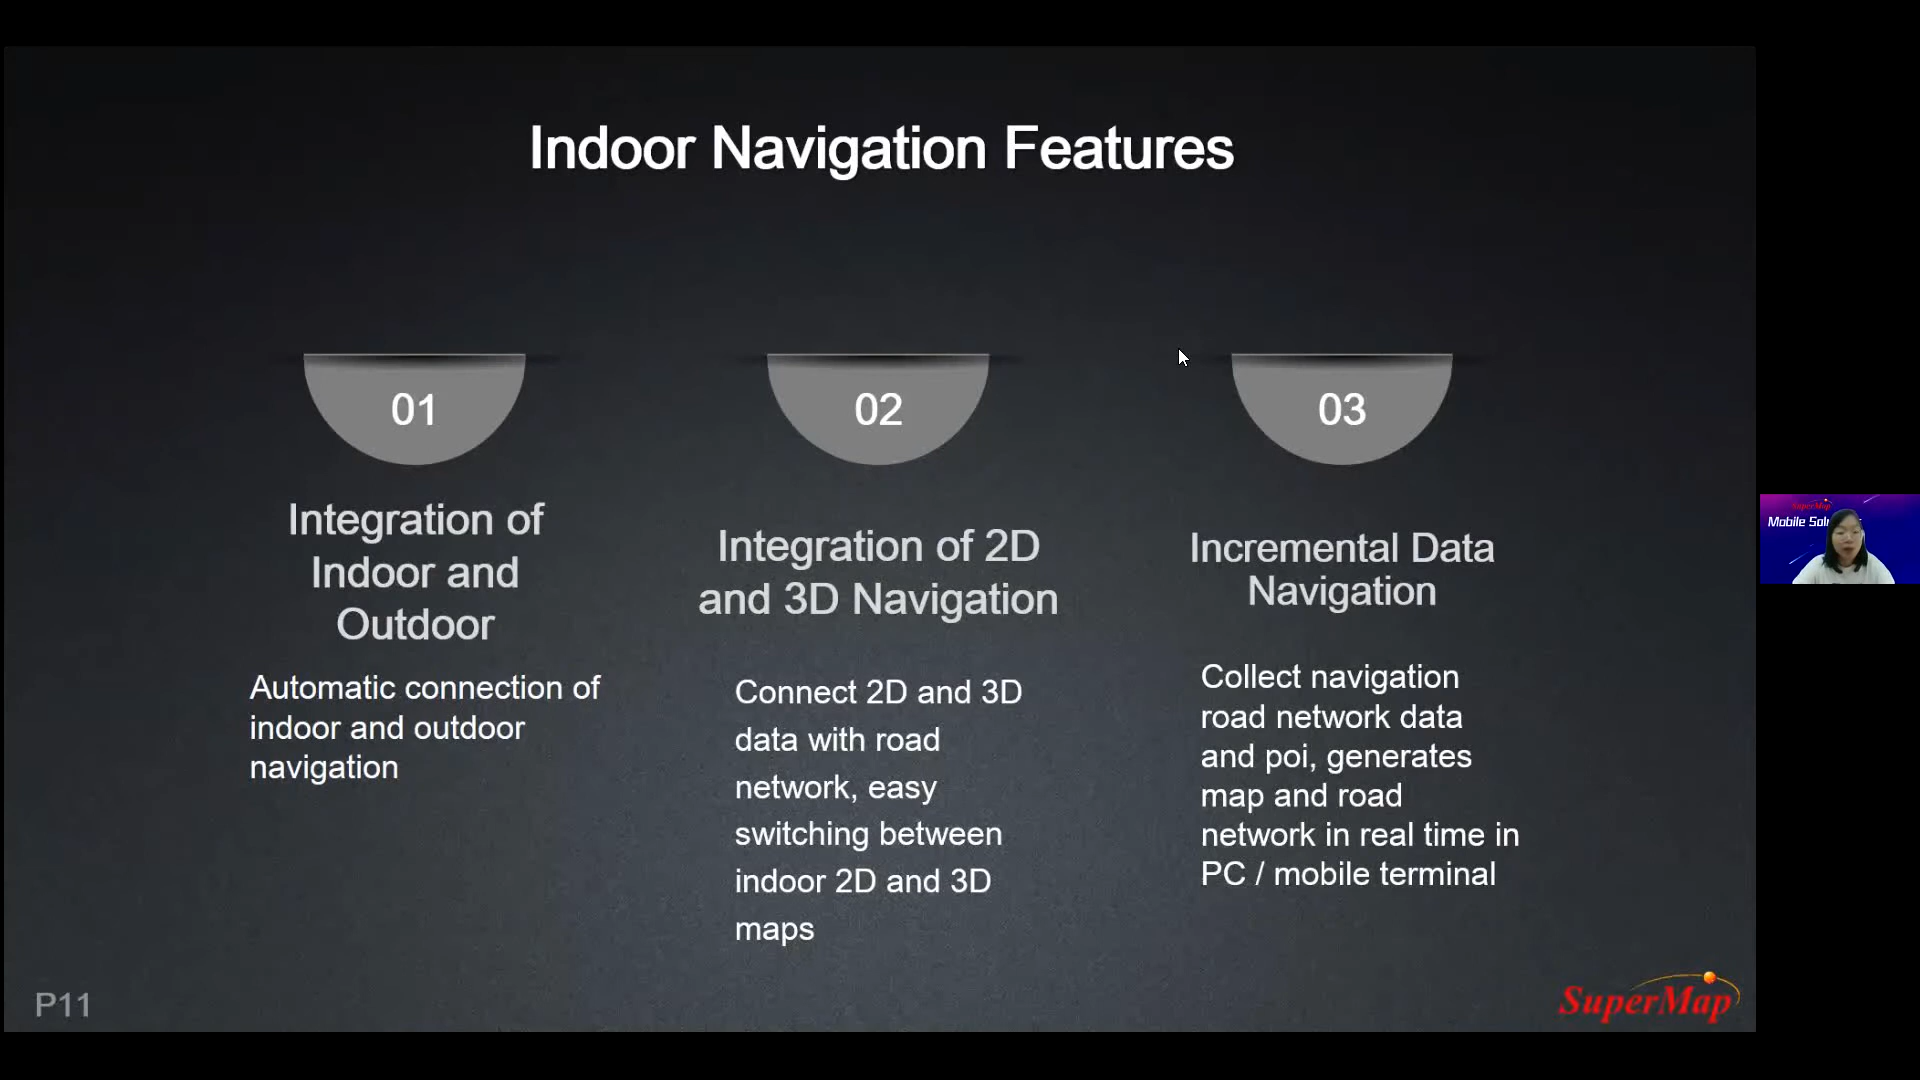 Indoor Navigation Features
01
Integration of
Indoor and
Outdoor
Automatic connection of
indoor and outdoor
navigation
02
Integration of 2D
and 3D Navigation
Connect 2D and 3D
data with road
network, easy
switching between
indoor 2D and 3D
maps
03
Incremental Data
Navigation
Collect navigation
road network data
and poi, generates
map and road
network in real time in
PC / mobile terminal
P11
SuperMap
SuperMap
Mobile